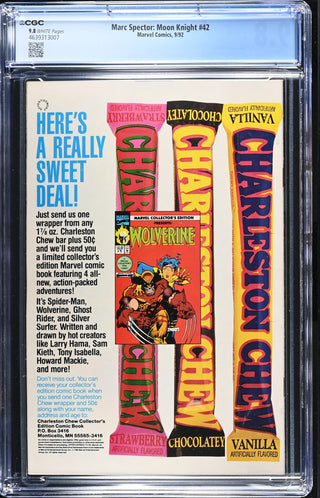 CGC
9.8 WHITE Pages
4639313007
Marc Spector: Moon Knight #42
Marvel Comics, 9/92
HERE'S
A REALLY
SWEET
DEAL!
Just send us one
wrapper from any
1⅞ oz. Charleston
Chew bar plus 50¢
and we'll send you
a limited collector's
edition Marvel comic
book featuring 4 all-
new, action-packed
adventures!
It's Spider-Man,
Wolverine, Ghost
Rider, and Silver
Surfer. Written and
drawn by hot creators
like Larry Hama, Sam
Kieth, Tony Isabella,
Howard Mackie,
and more!
Don't miss out. You can
receive your collector's
edition comic book
when you send one
Charleston Chew
wrapper and 50¢
along with your name,
address and age to:
Charleston Chew Collector's
Edition Comic Book
P.O. Box 3416
Monticello, MN 55565-3416
STRAWBERRY
ARTIFICIALLY FLAVORED
CHARLESTON CHEW
STRAWBERRY
ARTIFICIALLY FLAVORED
CHOCOLATEY
CHARLESTON CHEW
CHOCOLATEY
VANILLA
ARTIFICIALLY FLAVORED
CHARLESTON CHEW
VANILLA
ARTIFICIALLY FLAVORED
MARVEL COLLECTOR'S EDITION
WOLVERINE